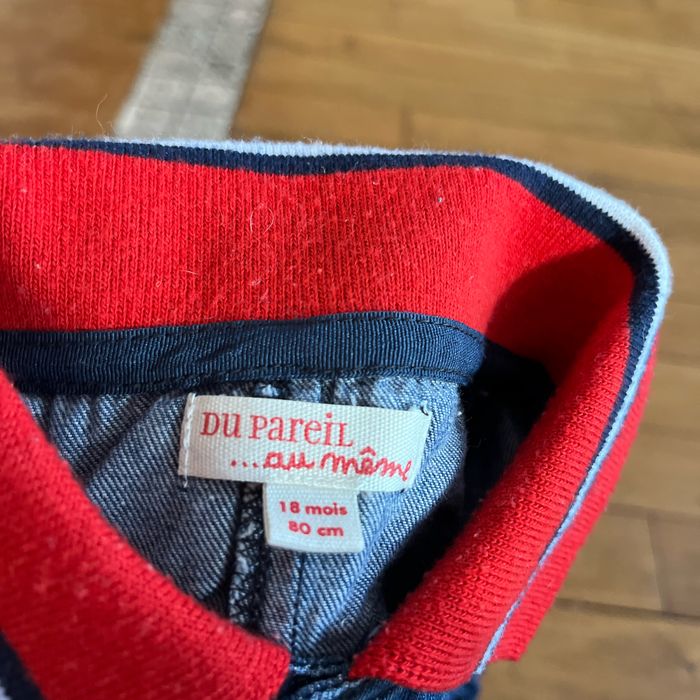 DU PAREIL
...au même
18 mois
80 cm